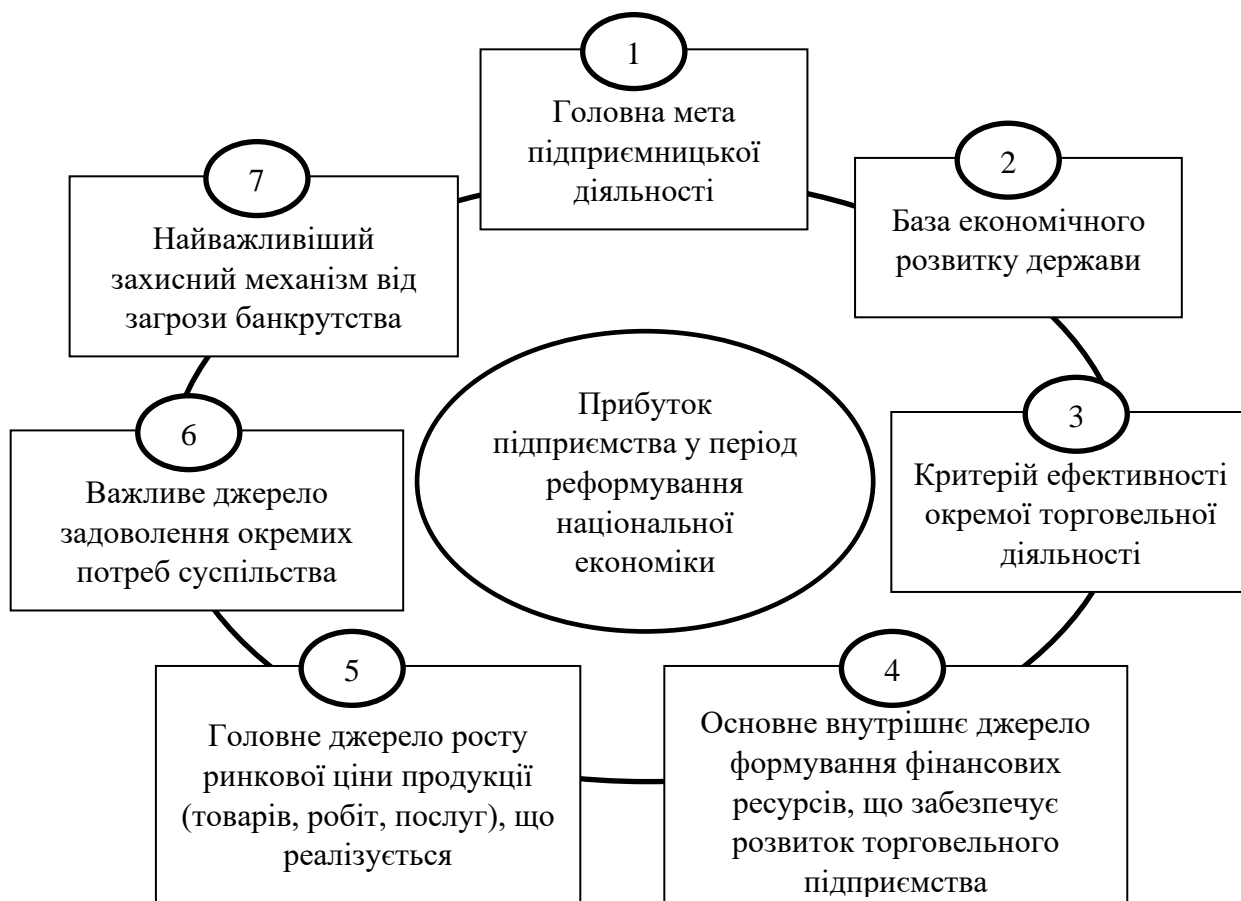 1
Головна мета
підприємницької
діяльності
2
База економічного
розвитку держави
3
Критерій ефективності
окремої торговельної
діяльності
4
Основне внутрішнє джерело
формування фінансових
ресурсів, що забезпечує
розвиток торговельного
підприємства
5
Головне джерело росту
ринкової ціни продукції
(товарів, робіт, послуг), що
реалізується
6
Важливе джерело
задоволення окремих
потреб суспільства
7
Найважливіший
захисний механізм від
загрози банкрутства
Прибуток
підприємства у період
реформування
національної
економіки